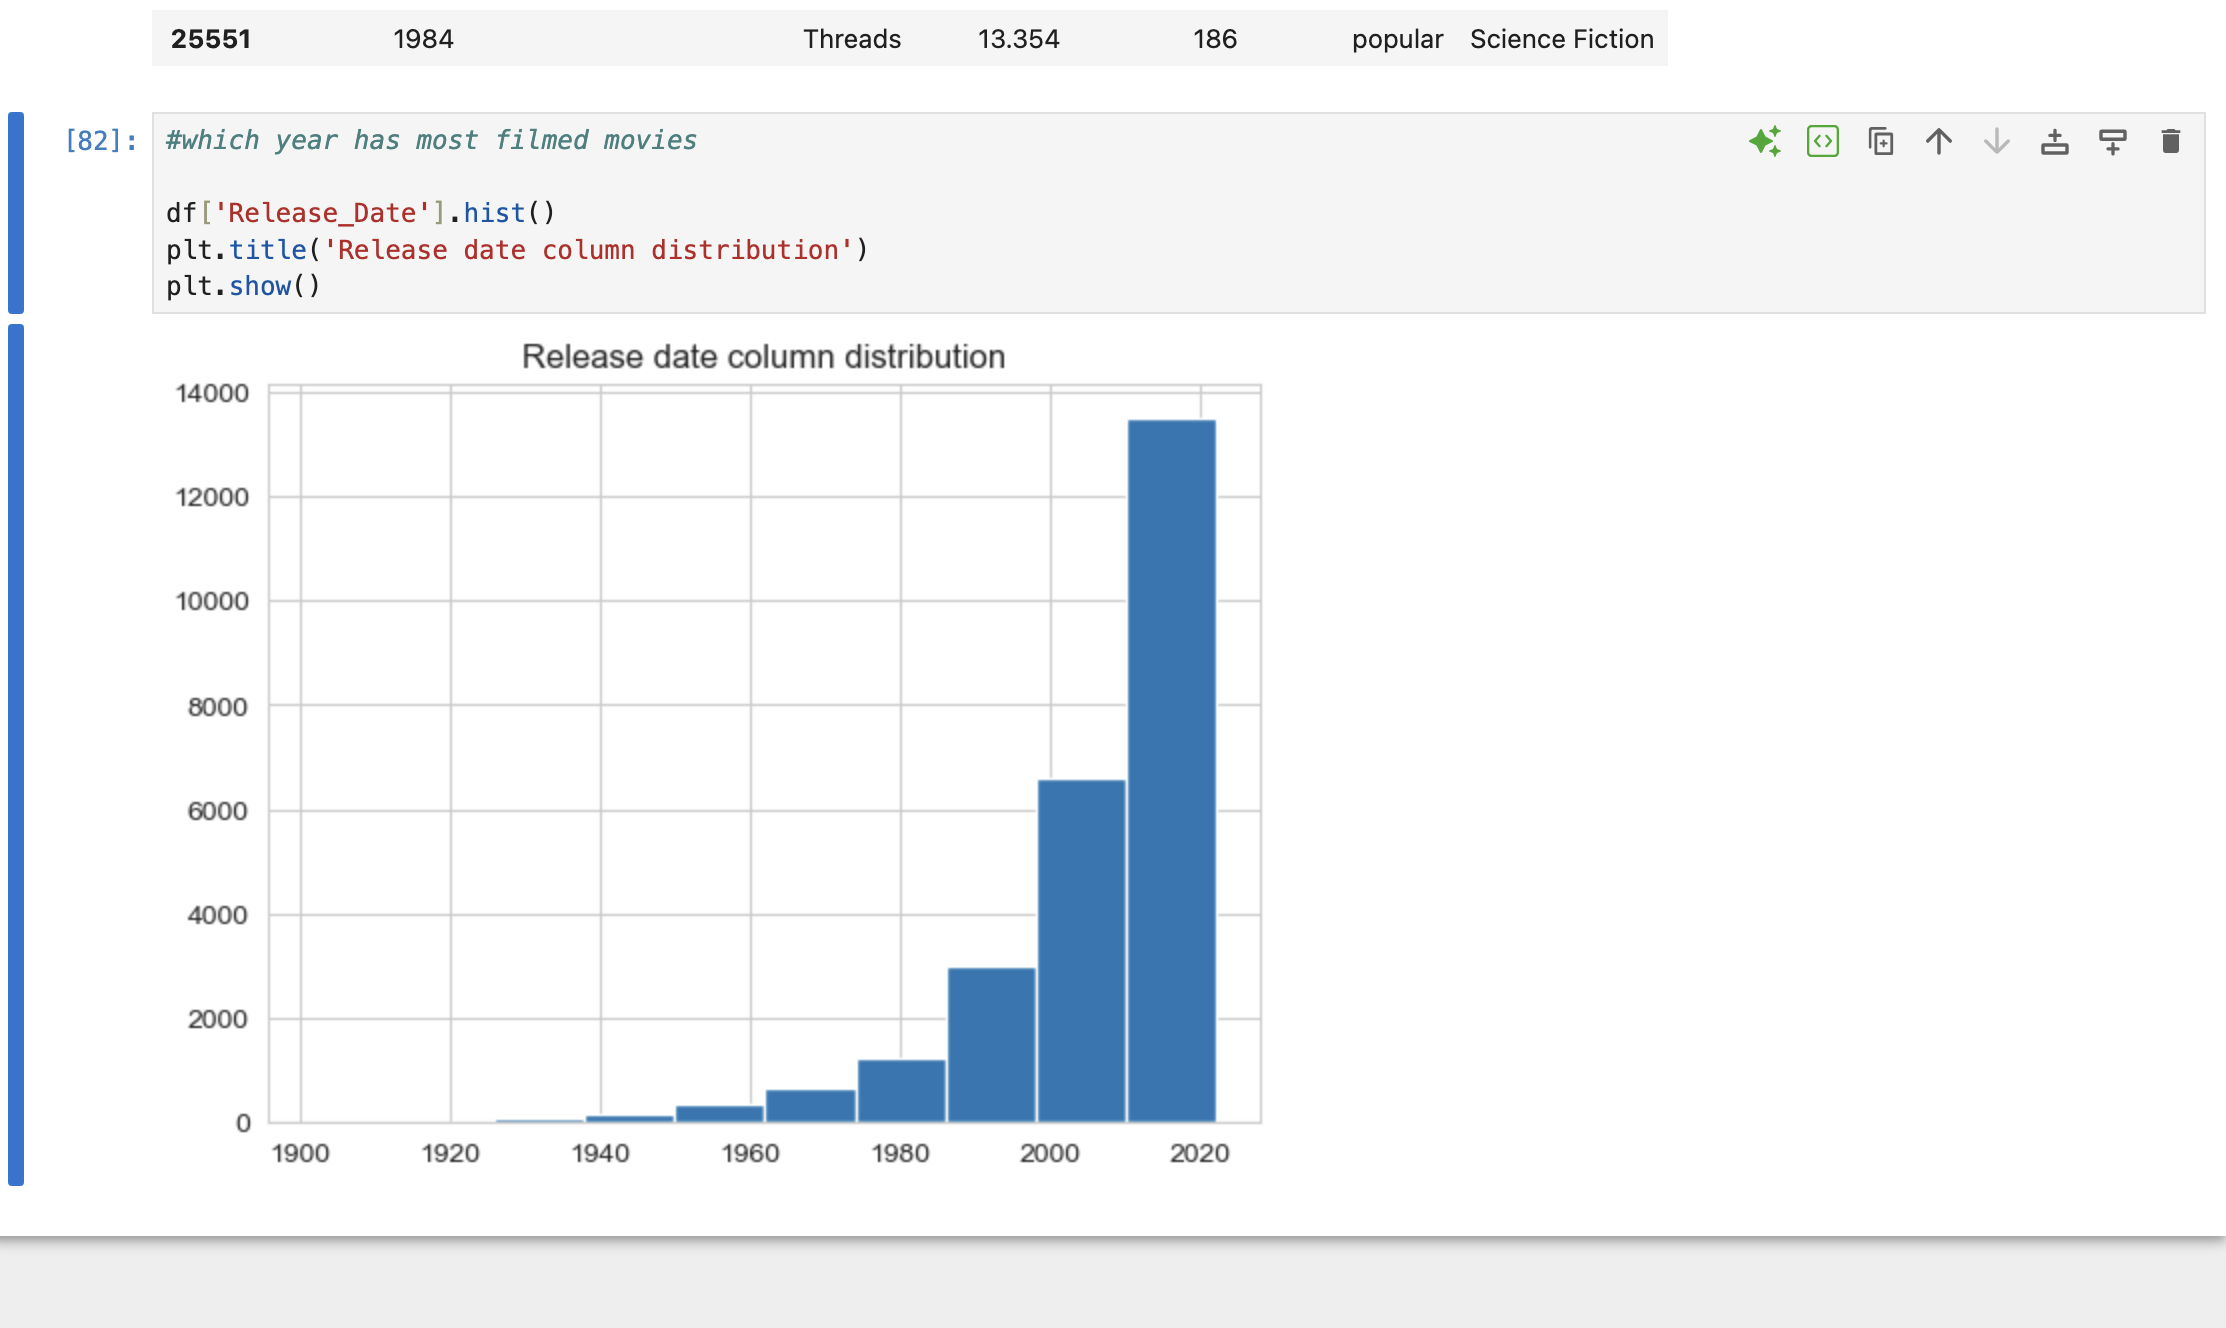 25551 1984 Threads 13.354 186 popular Science Fiction
[82]: #which year has most filmed movies
df['Release_Date'].hist()
plt.title('Release date column distribution')
plt.show()
Release date column distribution
14000
12000
10000
8000
6000
4000
2000
0
1900 1920 1940 1960 1980 2000 2020